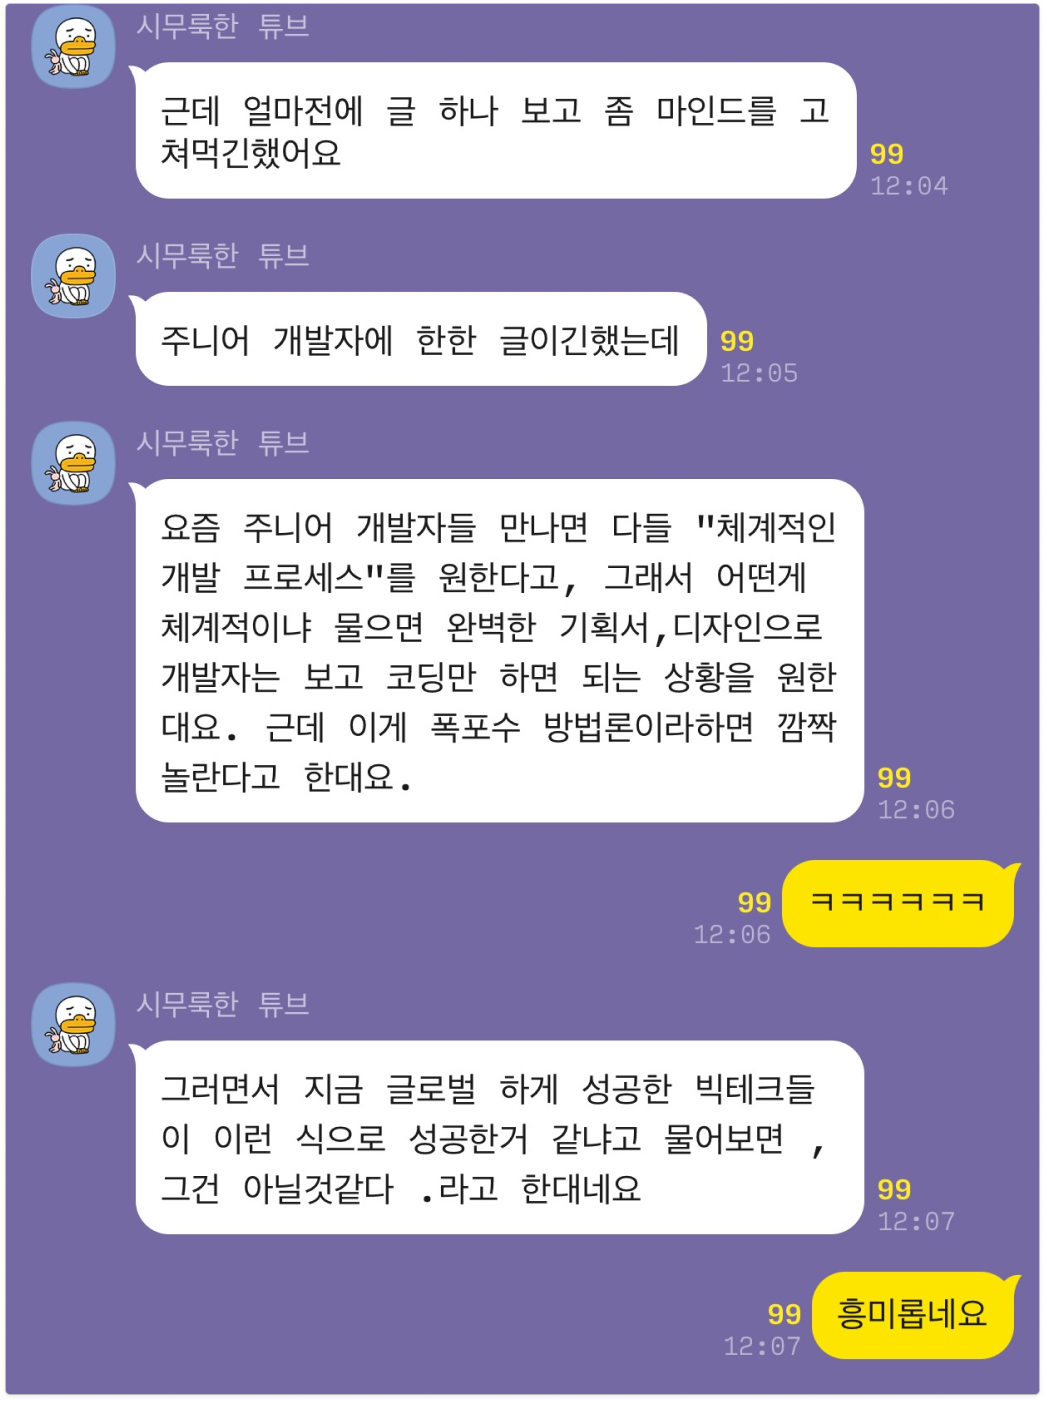 시무룩한 튜브
근데 얼마전에 글 하나 보고 좀 마인드를 고
쳐먹긴했어요
99
12:04
시무룩한 튜브
주니어 개발자에 한한 글이긴했는데
99
12:05
시무룩한 튜브
요즘 주니어 개발자들 만나면 다들 "체계적인
개발 프로세스"를 원한다고, 그래서 어떤게
체계적이냐 물으면 완벽한 기획서,디자인으로
개발자는 보고 코딩만 하면 되는 상황을 원한
대요. 근데 이게 폭포수 방법론이라하면 깜짝
놀란다고 한대요.
99
12:06
ㅋㅋㅋㅋㅋㅋ
99
12:06
시무룩한 튜브
그러면서 지금 글로벌 하게 성공한 빅테크들
이 이런 식으로 성공한거 같냐고 물어보면 ,
그건 아닐것같다 .라고 한대네요
99
12:07
흥미롭네요
99
12:07